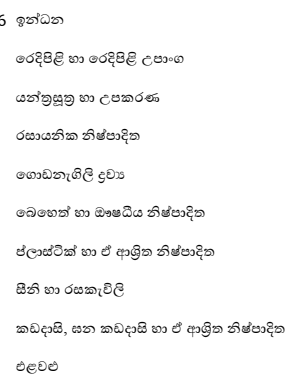 6 ඉන්ධන
රෙදිපිළි හා රෙදිපිළි උපාංග
යන්ත්‍රසූත්‍ර හා උපකරණ
රසායනික නිෂ්පාදිත
ගොඩනැගිලි ද්‍රව්‍ය
බෙහෙත් හා ඖෂධීය නිෂ්පාදිත
ප්ලාස්ටික් හා ඒ ආශ්‍රිත නිෂ්පාදිත
සීනි හා රසකැවිලි
කඩදාසි, ඝන කඩදාසි හා ඒ ආශ්‍රිත නිෂ්පාදිත
එළවළු